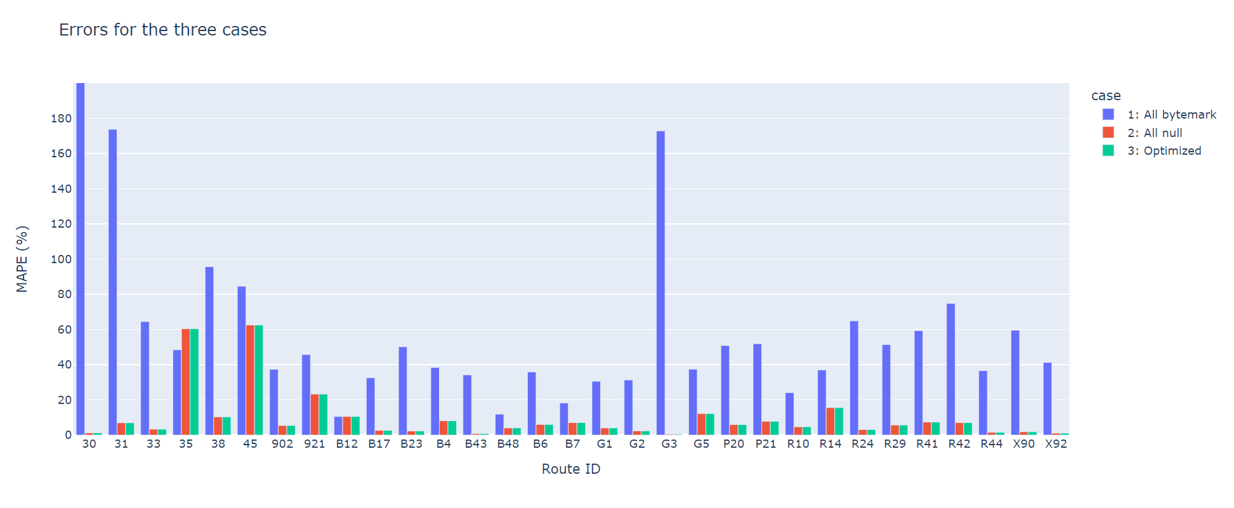 Errors for the three cases
case
1: All bytemark
2: All null
3: Optimized
MAPE (%)
180
160
140
120
100
80
60
40
20
0
30 31 33 35 38 45 902 921 B12 B17 B23 B4 B43 B48 B6 B7 G1 G2 G3 G5 P20 P21 R10 R14 R24 R29 R41 R42 R44 X90 X92
Route ID